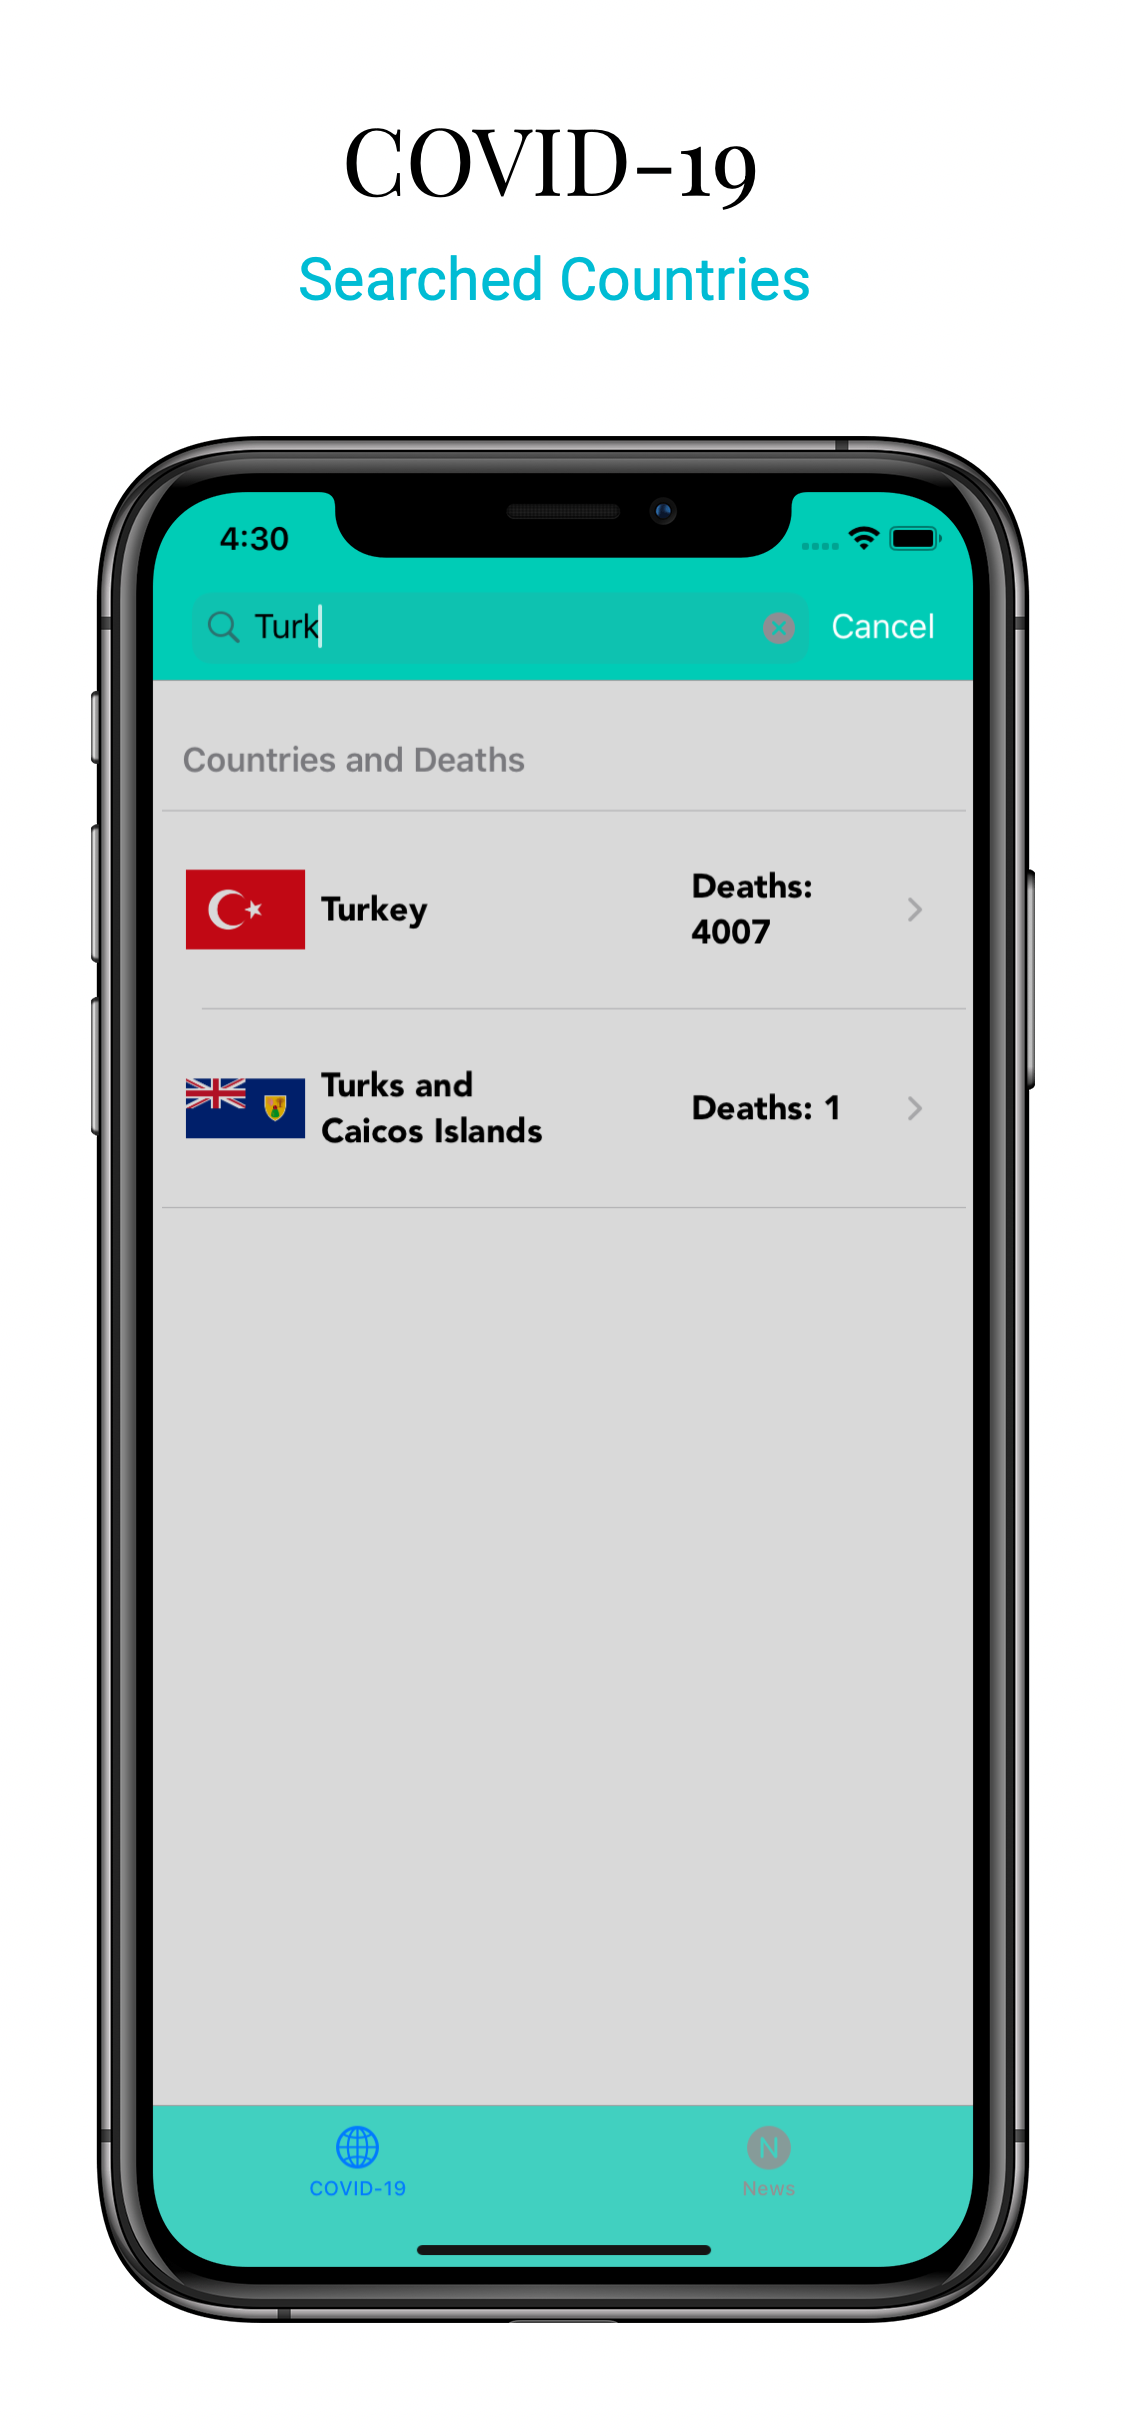 COVID-19
Searched Countries
4:30
Turk
Cancel
Countries and Deaths
Turkey
Deaths:
4007
Turks and
Caicos Islands
Deaths: 1
N
COVID-19
News